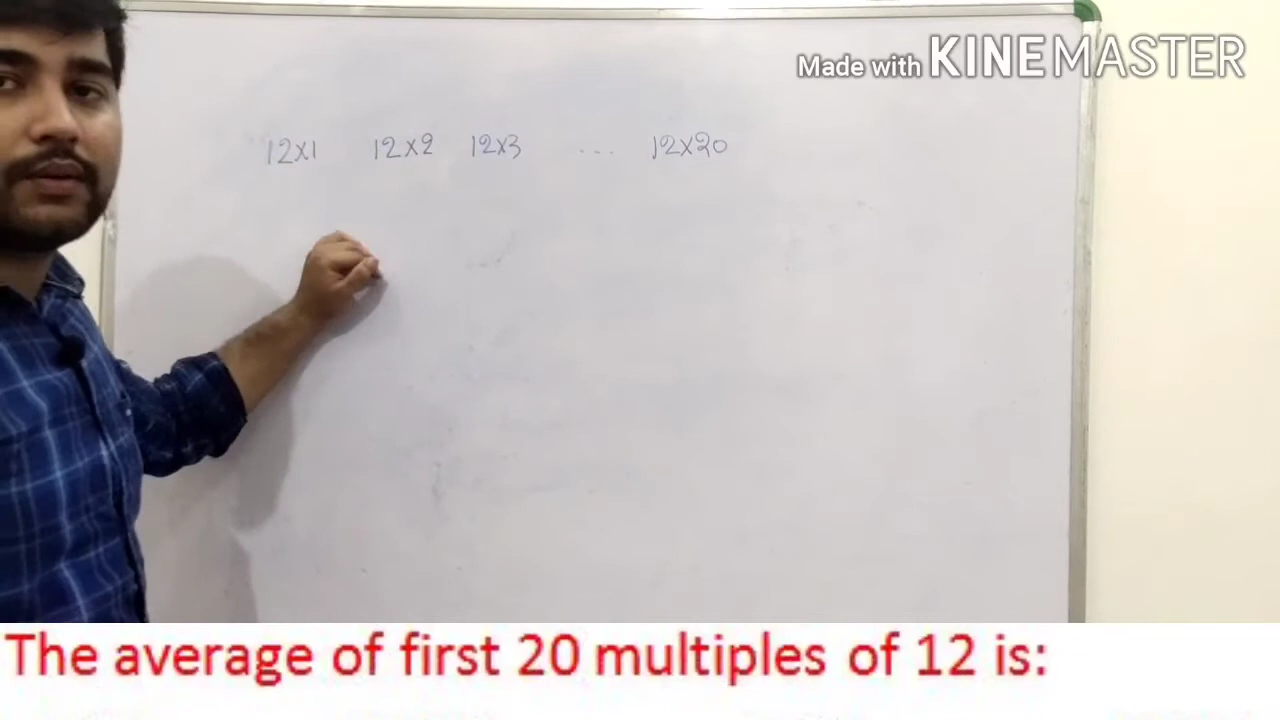 Made with KINEMASTER
12x1 12x2 12x3 ... 12x20
The average of first 20 multiples of 12 is: